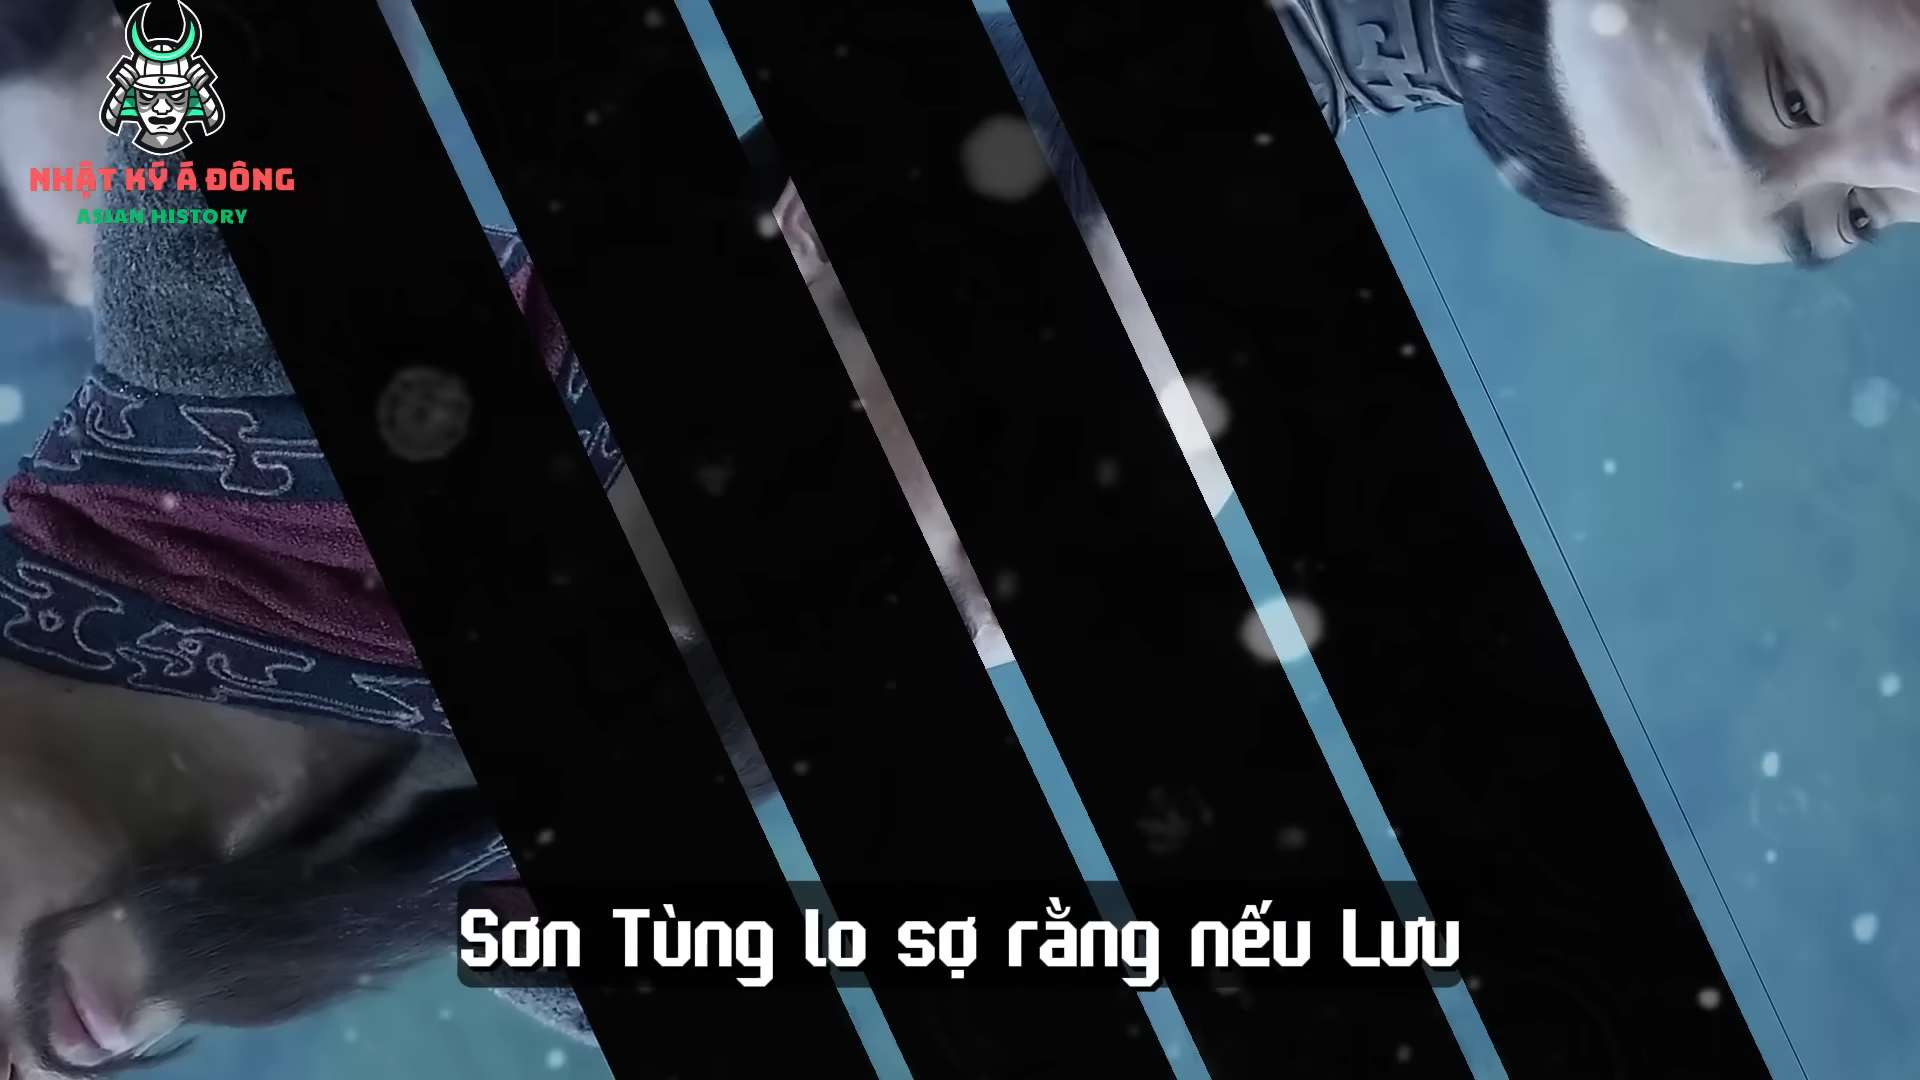 NHẬT KÝ Á ĐÔNG
ASIAN HISTORY
Sơn Tùng lo sợ rằng nếu Lưu